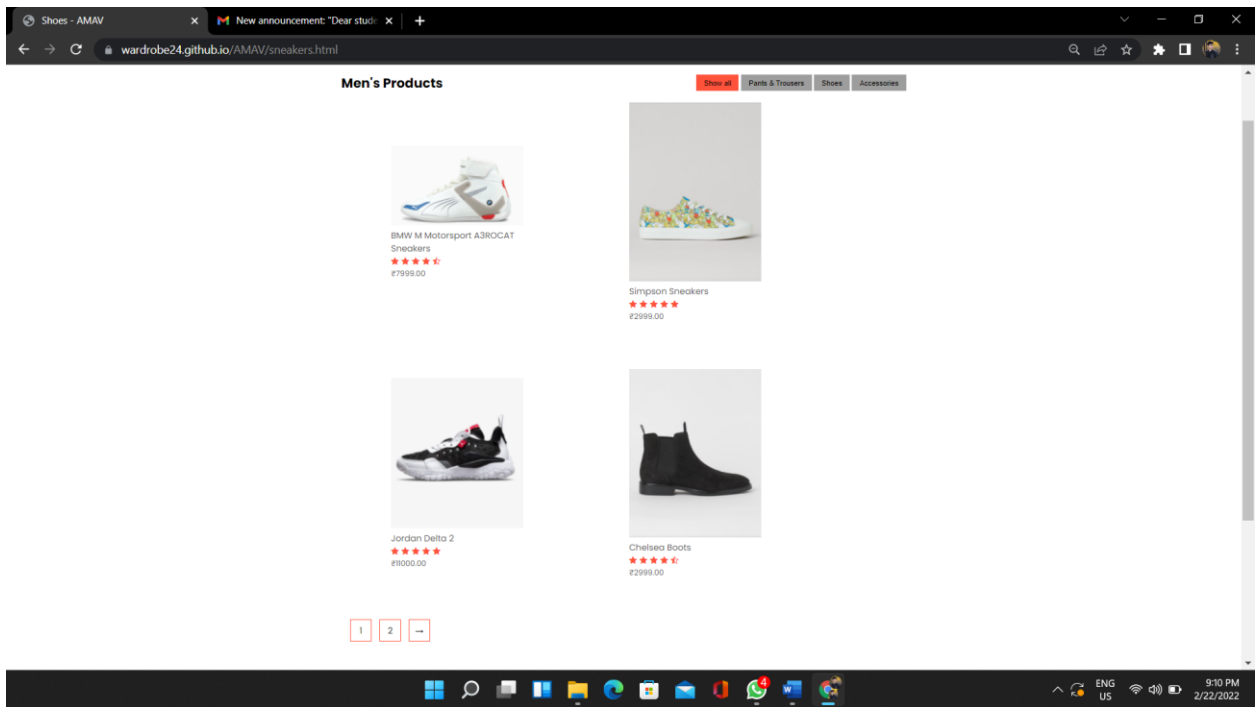 Shoes - AMAV
New announcement: "Dear stude
wardrobe24.github.io/AMAV/sneakers.html
Men's Products
Show all
Pants & Trousers
Shoes
Accessories
BMW M Motorsport A3ROCAT
Sneakers
₹7999.00
Simpson Sneakers
₹2999.00
Jordan Delta 2
₹11000.00
Chelsea Boots
₹2999.00
1
2
→
4
ENG
US
9:10 PM
2/22/2022